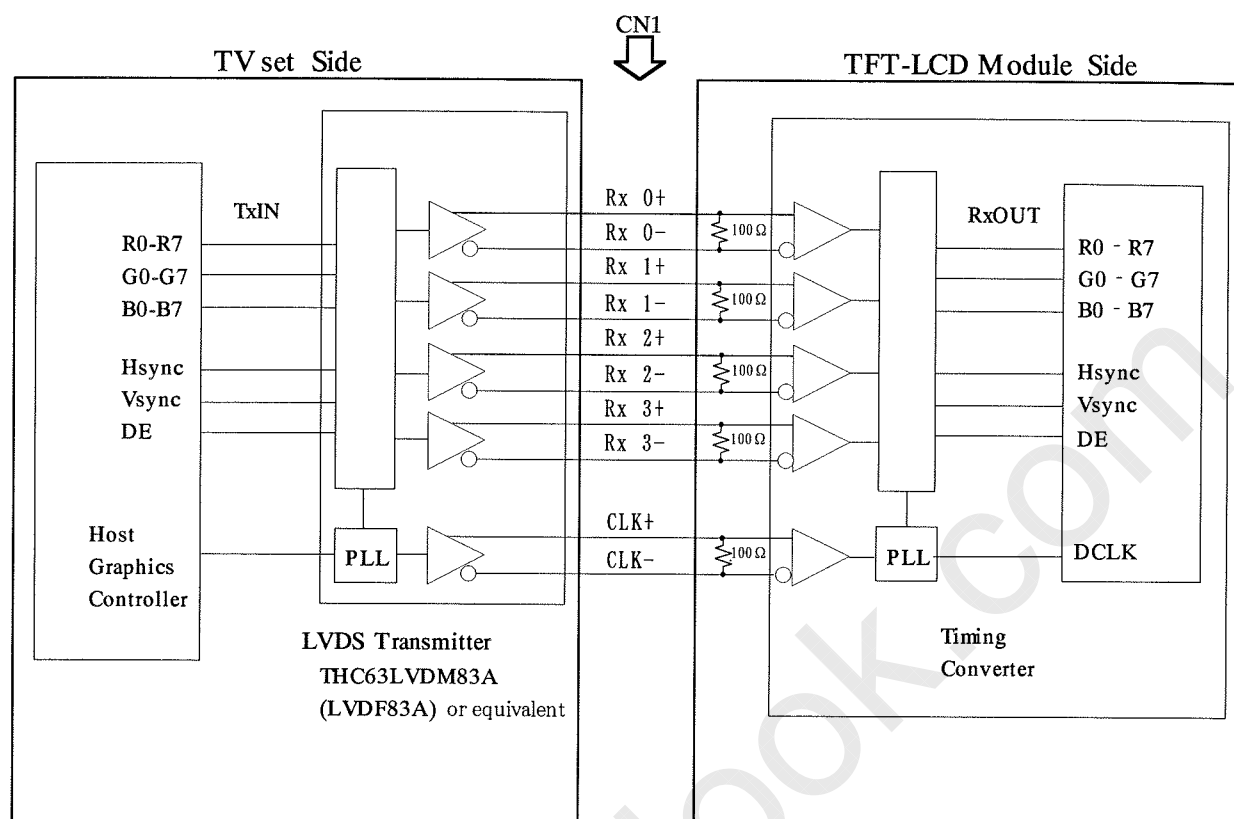 CN1
TV set Side
TFT-LCD Module Side
TxIN
R0-R7
G0-G7
B0-B7
Hsync
Vsync
DE
Host
Graphics
Controller
PLL
LVDS Transmitter
THC63LVDM83A
(LVDF83A) or equivalent
Rx 0+
Rx 0-
Rx 1+
Rx 1-
Rx 2+
Rx 2-
Rx 3+
Rx 3-
CLK+
CLK-
100Ω
100Ω
100Ω
100Ω
100Ω
RxOUT
R0 - R7
G0 - G7
B0 - B7
Hsync
Vsync
DE
PLL
DCLK
Timing
Converter
look.com